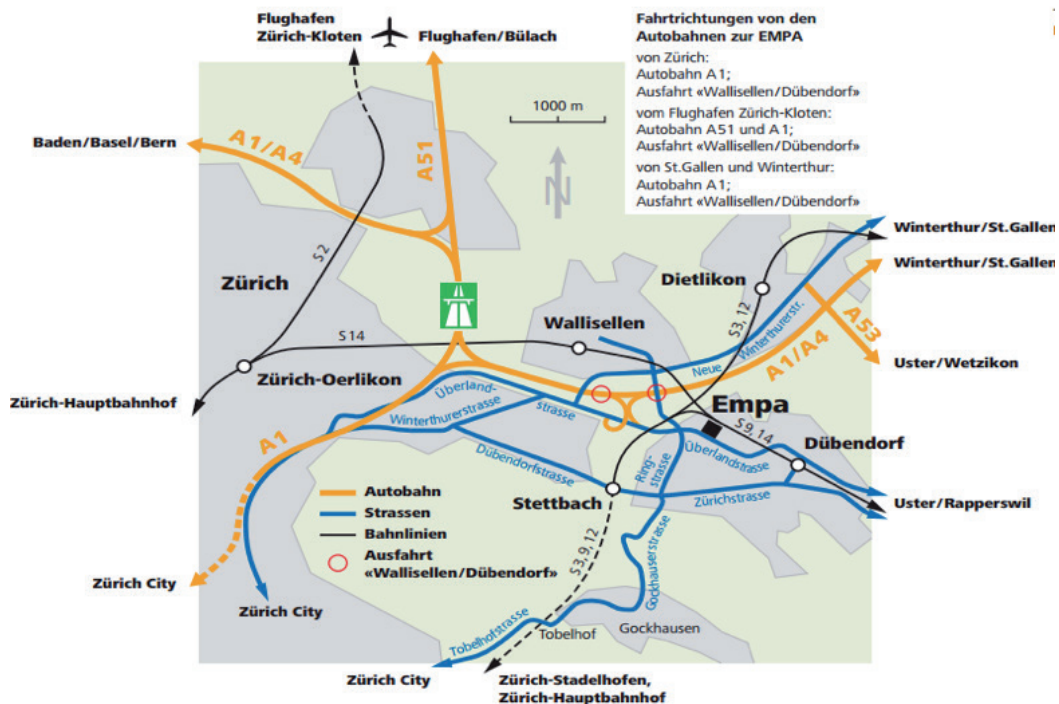 Flughafen
Zürich-Kloten
Flughafen/Bülach
Fahrtrichtungen von den
Autobahnen zur EMPA
von Zürich:
Autobahn A1;
Ausfahrt «Wallisellen/Dübendorf»
vom Flughafen Zürich-Kloten:
Autobahn A51 und A1;
Ausfahrt «Wallisellen/Dübendorf»
von St.Gallen und Winterthur:
Autobahn A1;
Ausfahrt «Wallisellen/Dübendorf»
1000 m
N
Baden/Basel/Bern
A1/A4
A51
S2
Winterthur/St.Gallen
Winterthur/St.Gallen
Zürich
Dietlikon
S3, 12
Neue Winterthurerstr.
A1/A4
A53
Uster/Wetzikon
S14
Wallisellen
Zürich-Oerlikon
Zürich-Hauptbahnhof
Überland-
strasse
Winterthurerstrasse
Empa
S9, 14
Dübendorf
A1
Dübendorfstrasse
Ring-
strasse
Überlandstrasse
Zürichstrasse
Stettbach
Uster/Rapperswil
Autobahn
Strassen
Bahnlinien
Ausfahrt
«Wallisellen/Dübendorf»
S3, 9, 12
Gockhauserstrasse
Zürich City
Zürich City
Tobelhofstrasse
Tobelhof
Gockhausen
Zürich City
Zürich-Stadelhofen,
Zürich-Hauptbahnhof